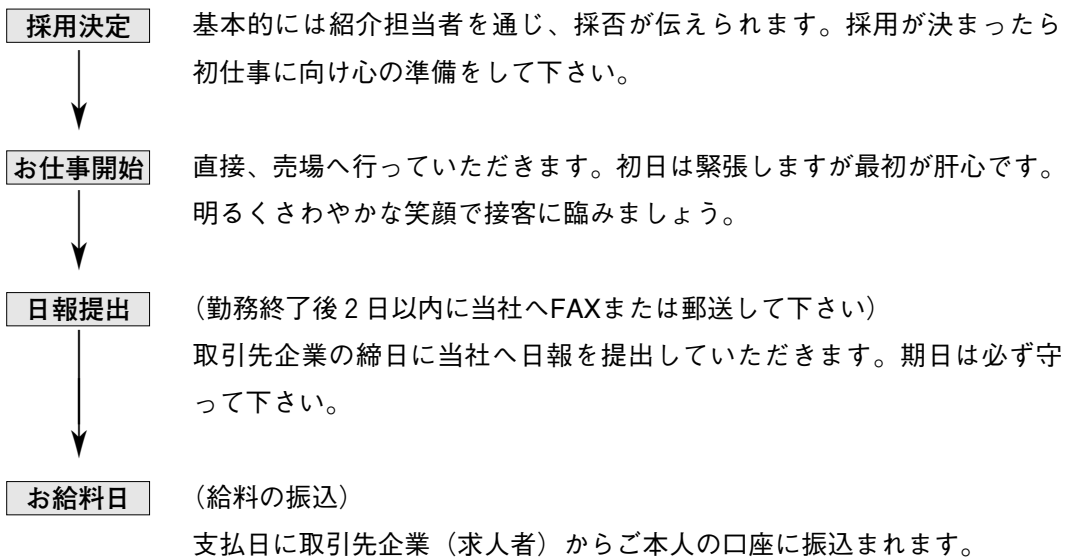 採用決定 基本的には紹介担当者を通じ、採否が伝えられます。採用が決まったら
初仕事に向け心の準備をして下さい。
お仕事開始 直接、売場へ行っていただきます。初日は緊張しますが最初が肝心です。
明るくさわやかな笑顔で接客に臨みましょう。
日報提出 (勤務終了後2日以内に当社へFAXまたは郵送して下さい)
取引先企業の締日に当社へ日報を提出していただきます。期日は必ず守
って下さい。
お給料日 (給料の振込)
支払日に取引先企業(求人者)からご本人の口座に振込まれます。